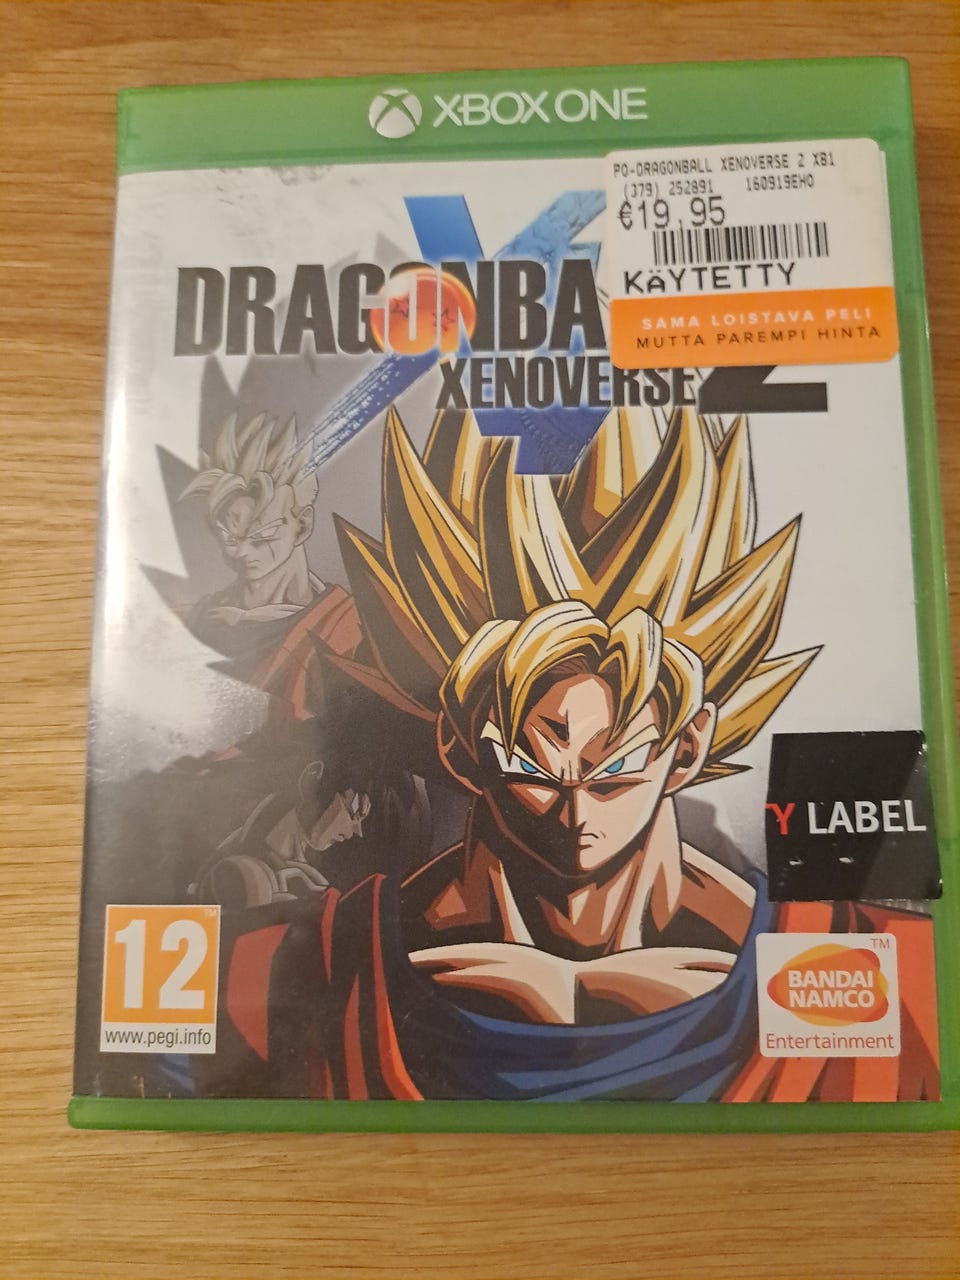 XBOX ONE
PO-DRAGONBALL XENOVERSE 2 XB1
(379) 252891 160919EHO
€19,95
KÄYTETTY
SAMA LOISTAVA PELI
MUTTA PAREMPI HINTA
DRAGONBA
XENOVERSE 2
Y LABEL
12
www.pegi.info
TM
BANDAI
NAMCO
Entertainment